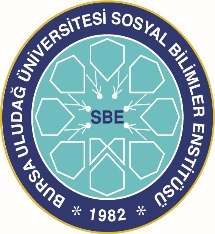 BURSA ULUDAĞ ÜNİVERSİTESİ SOSYAL BİLİMLER ENSTİTÜSÜ
SBE
1982